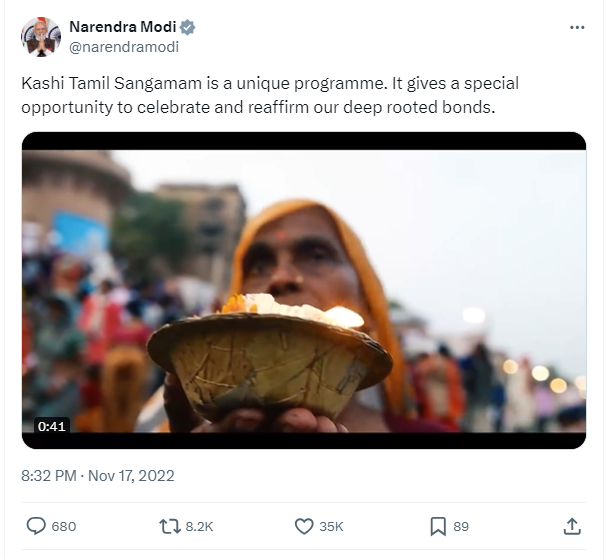 Narendra Modi
@narendramodi
Kashi Tamil Sangamam is a unique programme. It gives a special
opportunity to celebrate and reaffirm our deep rooted bonds.
0:41
8:32 PM · Nov 17, 2022
680 8.2K 35K 89